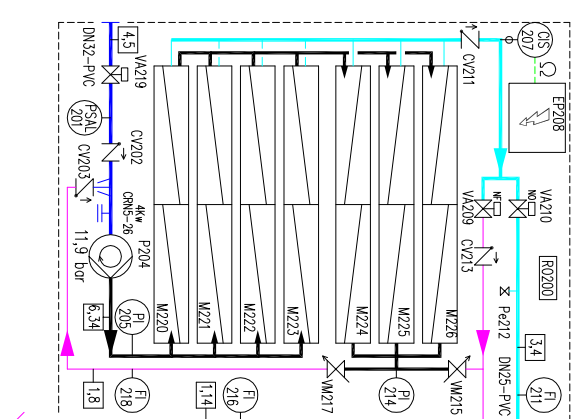 4,5
DN32-PVC
VA219
PSAL
201
CV202
CV203
4Kw
CRN5-26
P204
11,9 bar
6,34
PI
205
1,8
FI
218
1,14
FI
216
M220
M221
M222
M223
M224
M225
M226
VM217
PI
214
VM215
CV211
CIS
207
Ω
EP208
NF
VA209
NO
VA210
CV213
RO200
Pe212
DN25-PVC
3,4
FI
211